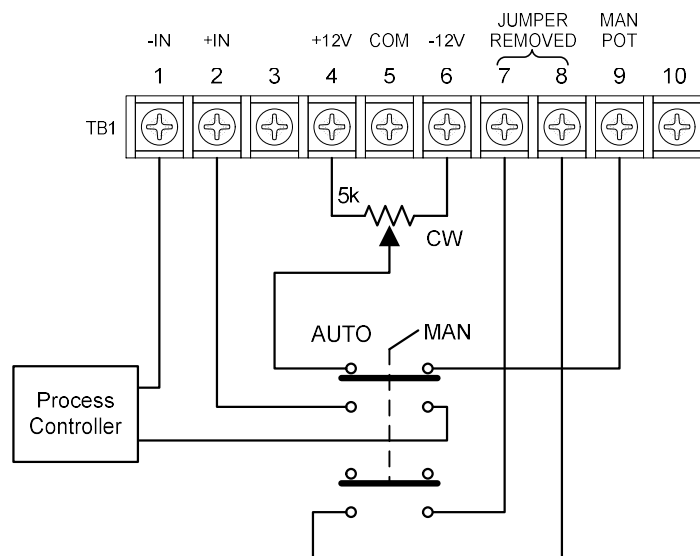 JUMPER REMOVED
MAN POT
-IN +IN +12V COM -12V
1 2 3 4 5 6 7 8 9 10
TB1
5k
CW
AUTO MAN
Process
Controller